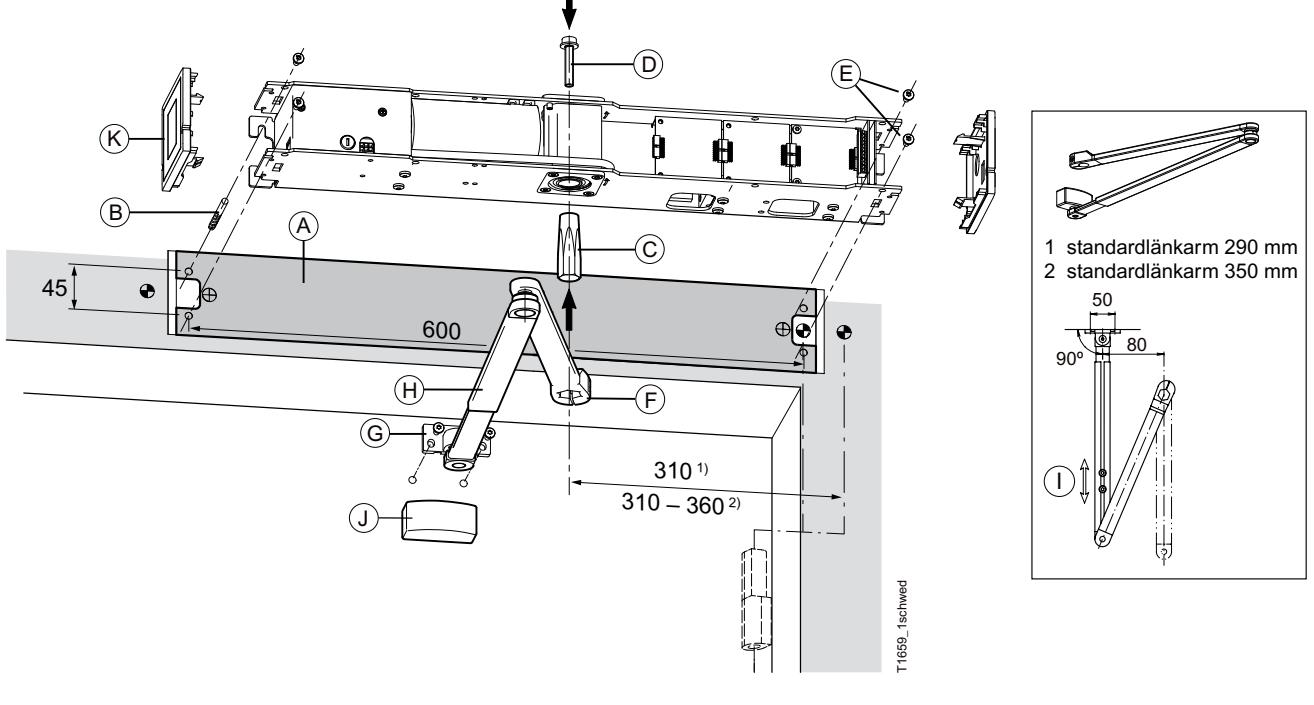 D
E
K
B
A
C
45
600
H
F
G
310 1)
310 – 360 2)
J
T1659_1schwed
1 standardlänkarm 290 mm
2 standardlänkarm 350 mm
50
90º
80
I